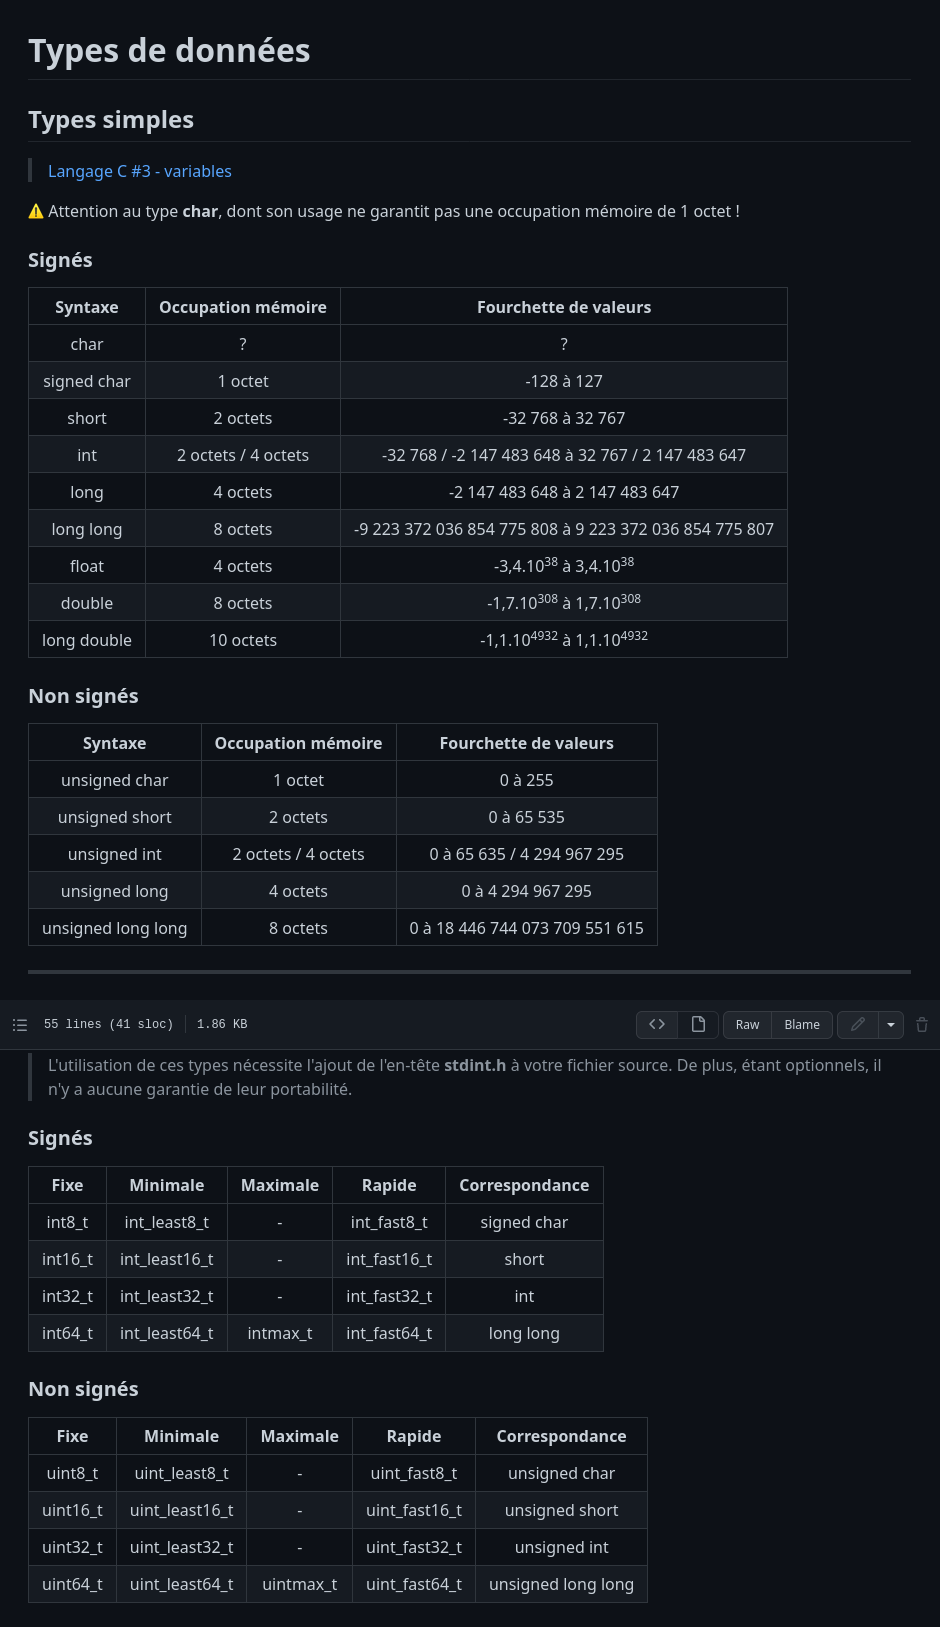 Types de données
Types simples
Langage C #3 - variables
⚠️ Attention au type char, dont son usage ne garantit pas une occupation mémoire de 1 octet !
Signés
Syntaxe Occupation mémoire Fourchette de valeurs
char ? ?
signed char 1 octet -128 à 127
short 2 octets -32 768 à 32 767
int 2 octets / 4 octets -32 768 / -2 147 483 648 à 32 767 / 2 147 483 647
long 4 octets -2 147 483 648 à 2 147 483 647
long long 8 octets -9 223 372 036 854 775 808 à 9 223 372 036 854 775 807
float 4 octets -3,4.10³⁸ à 3,4.10³⁸
double 8 octets -1,7.10³⁰⁸ à 1,7.10³⁰⁸
long double 10 octets -1,1.10⁴⁹³² à 1,1.10⁴⁹³²
Non signés
Syntaxe Occupation mémoire Fourchette de valeurs
unsigned char 1 octet 0 à 255
unsigned short 2 octets 0 à 65 535
unsigned int 2 octets / 4 octets 0 à 65 635 / 4 294 967 295
unsigned long 4 octets 0 à 4 294 967 295
unsigned long long 8 octets 0 à 18 446 744 073 709 551 615
55 lines (41 sloc) 1.86 KB Raw Blame
L'utilisation de ces types nécessite l'ajout de l'en-tête stdint.h à votre fichier source. De plus, étant optionnels, il
n'y a aucune garantie de leur portabilité.
Signés
Fixe Minimale Maximale Rapide Correspondance
int8_t int_least8_t - int_fast8_t signed char
int16_t int_least16_t - int_fast16_t short
int32_t int_least32_t - int_fast32_t int
int64_t int_least64_t intmax_t int_fast64_t long long
Non signés
Fixe Minimale Maximale Rapide Correspondance
uint8_t uint_least8_t - uint_fast8_t unsigned char
uint16_t uint_least16_t - uint_fast16_t unsigned short
uint32_t uint_least32_t - uint_fast32_t unsigned int
uint64_t uint_least64_t uintmax_t uint_fast64_t unsigned long long